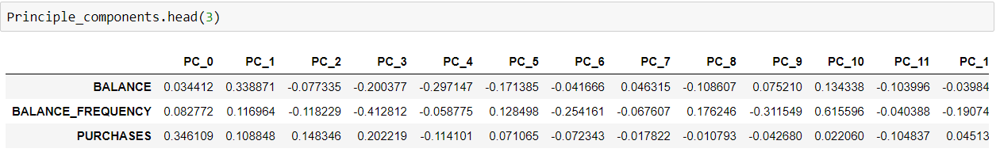 Principle_components.head(3)
PC_0 PC_1 PC_2 PC_3 PC_4 PC_5 PC_6 PC_7 PC_8 PC_9 PC_10 PC_11 PC_1
BALANCE 0.034412 0.338871 -0.077335 -0.200377 -0.297147 -0.171385 -0.041666 0.046315 -0.108607 0.075210 0.134338 -0.103996 -0.03984
BALANCE_FREQUENCY 0.082772 0.116964 -0.118229 -0.412812 -0.058775 0.128498 -0.254161 -0.067607 0.176246 -0.311549 0.615596 -0.040388 -0.19074
PURCHASES 0.346109 0.108848 0.148346 0.202219 -0.114101 0.071065 -0.072343 -0.017822 -0.010793 -0.042680 0.022060 -0.104837 0.04513